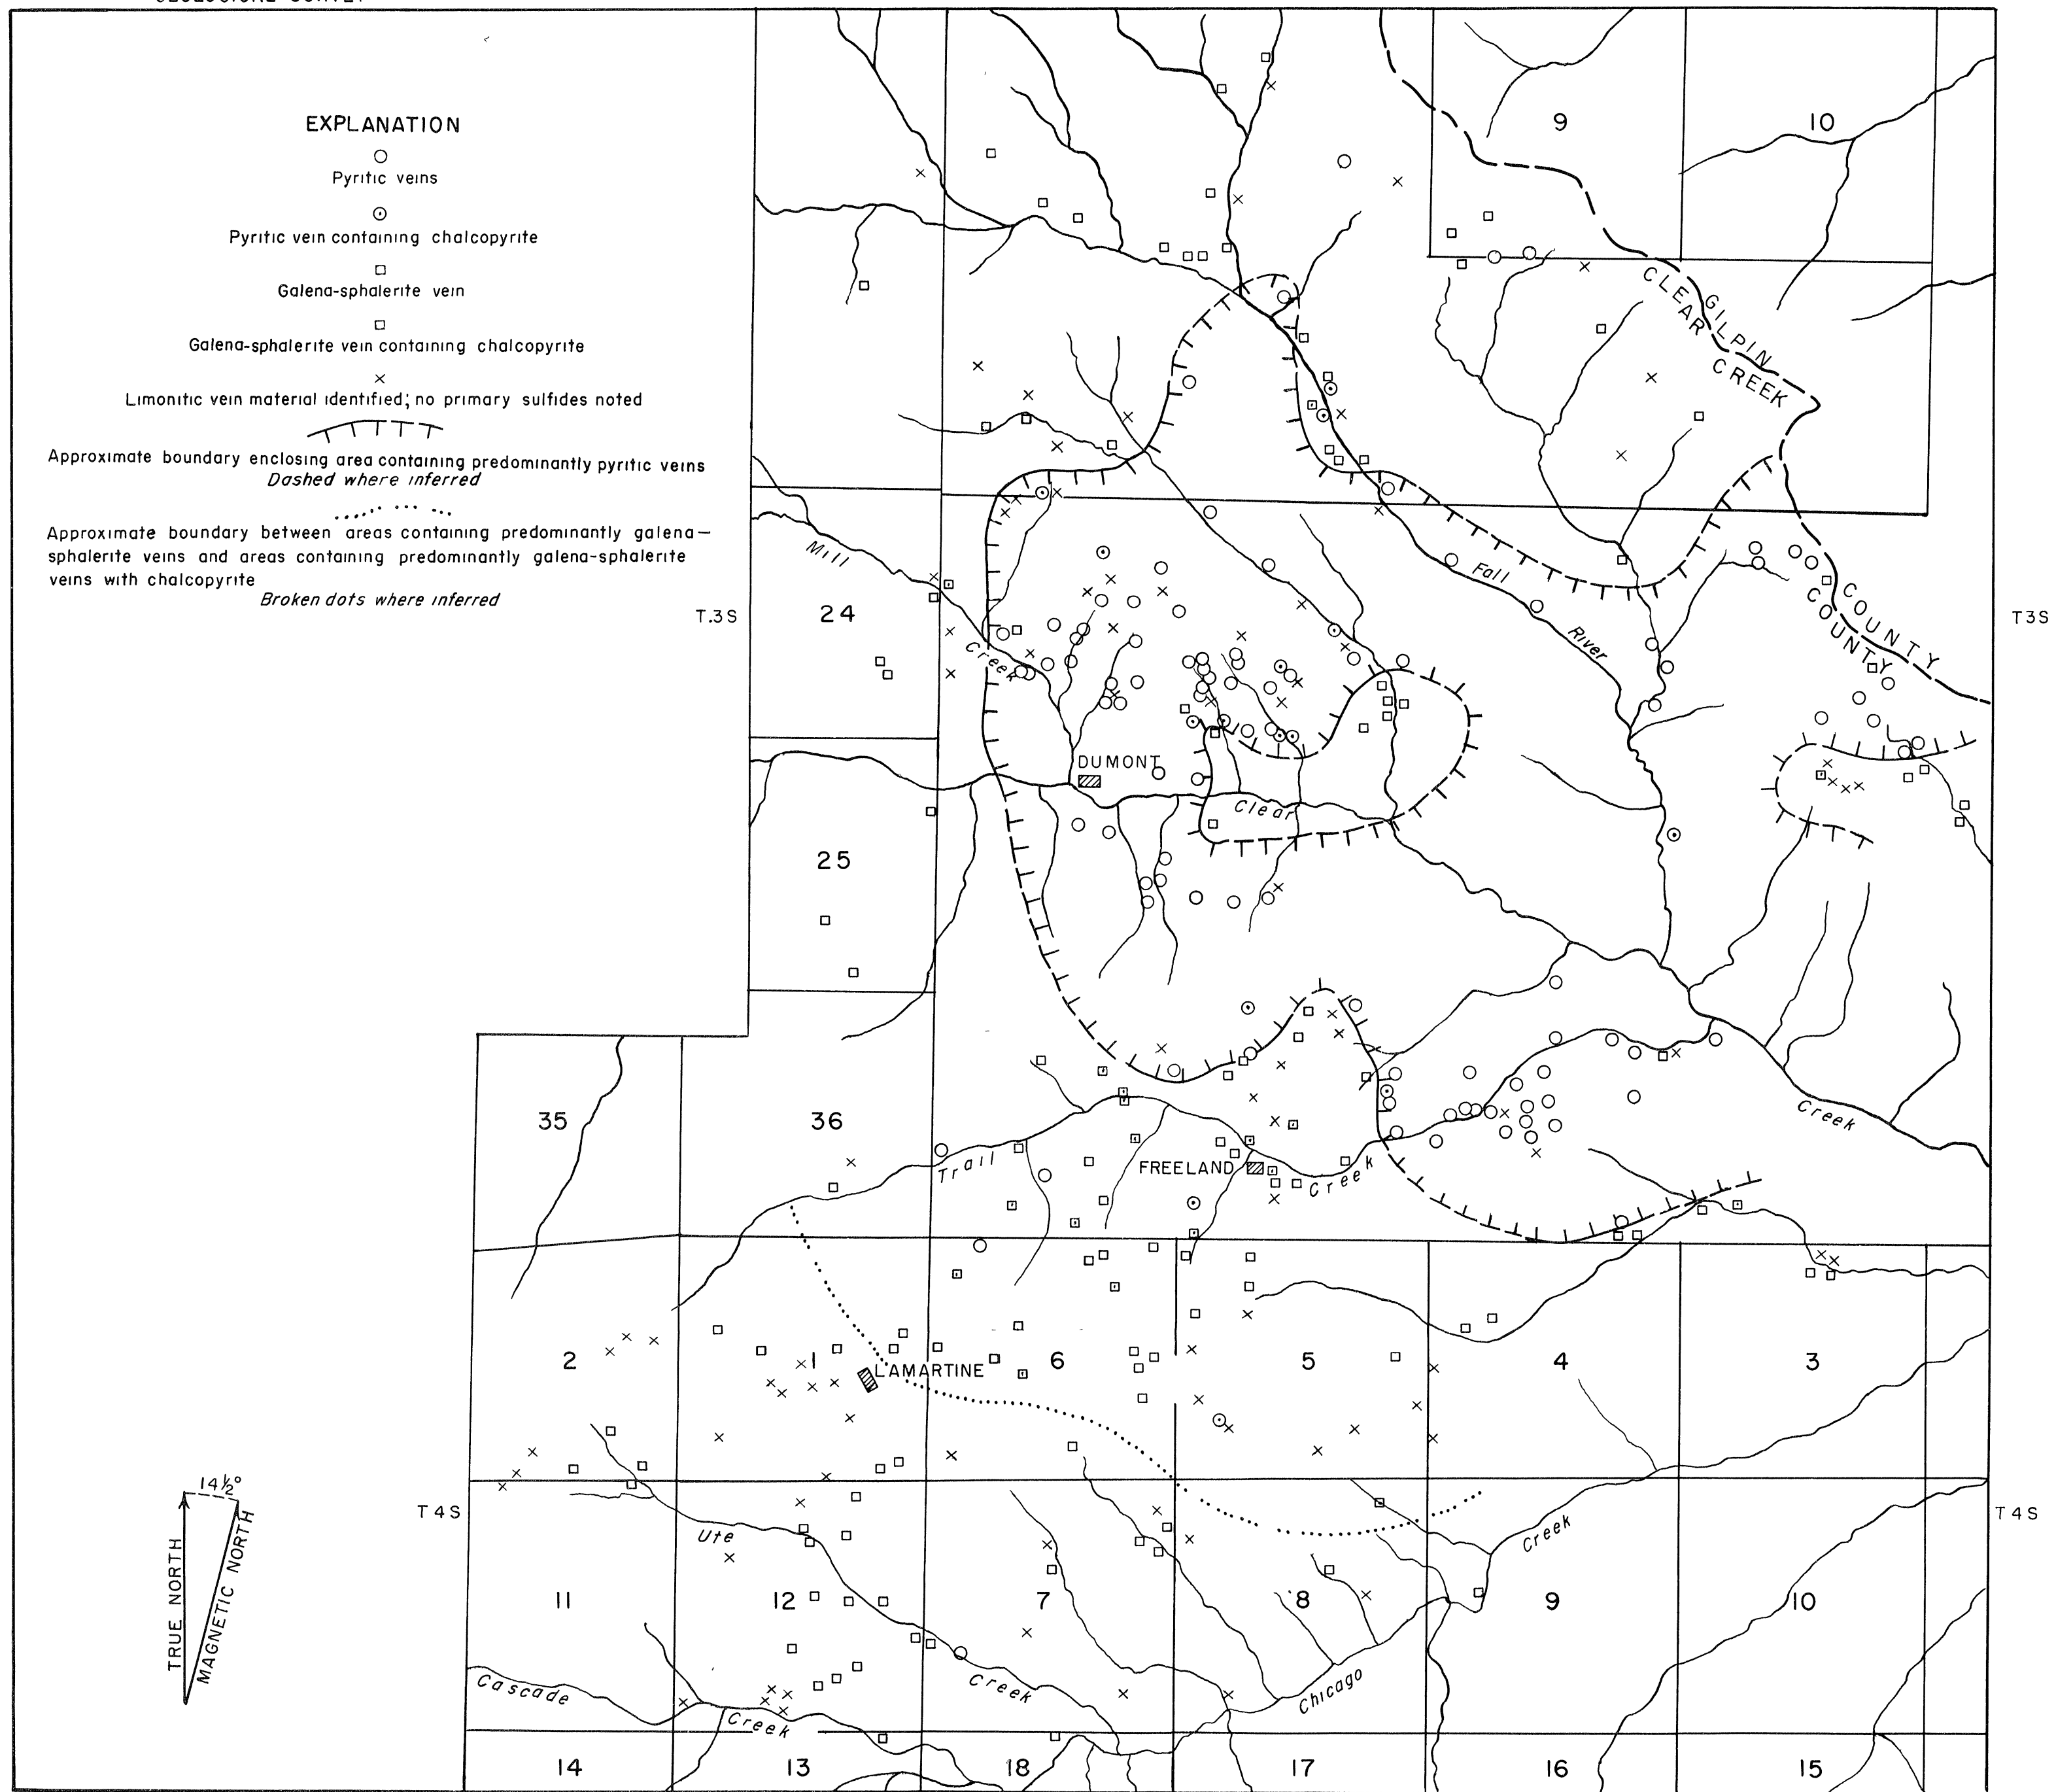 EXPLANATION
Pyritic veins
Pyritic vein containing chalcopyrite
Galena-sphalerite vein
Galena-sphalerite vein containing chalcopyrite
Limonitic vein material identified; no primary sulfides noted
Approximate boundary enclosing area containing predominantly pyritic veins
Dashed where inferred
Approximate boundary between areas containing predominantly galena-
sphalerite veins and areas containing predominantly galena-sphalerite
veins with chalcopyrite
Broken dots where inferred
9
10
CLEAR CREEK COUNTY
GILPIN COUNTY
T.3S
24
T3S
Mill Creek
Fall River
DUMONT
Clear Creek
25
35
36
Trail Creek
FREELAND
2
1
LAMARTINE
6
5
4
3
T4S
T4S
14½°
TRUE NORTH
MAGNETIC NORTH
Ute Creek
11
12
7
8
9
10
Chicago Creek
Cascade Creek
14
13
18
17
16
15